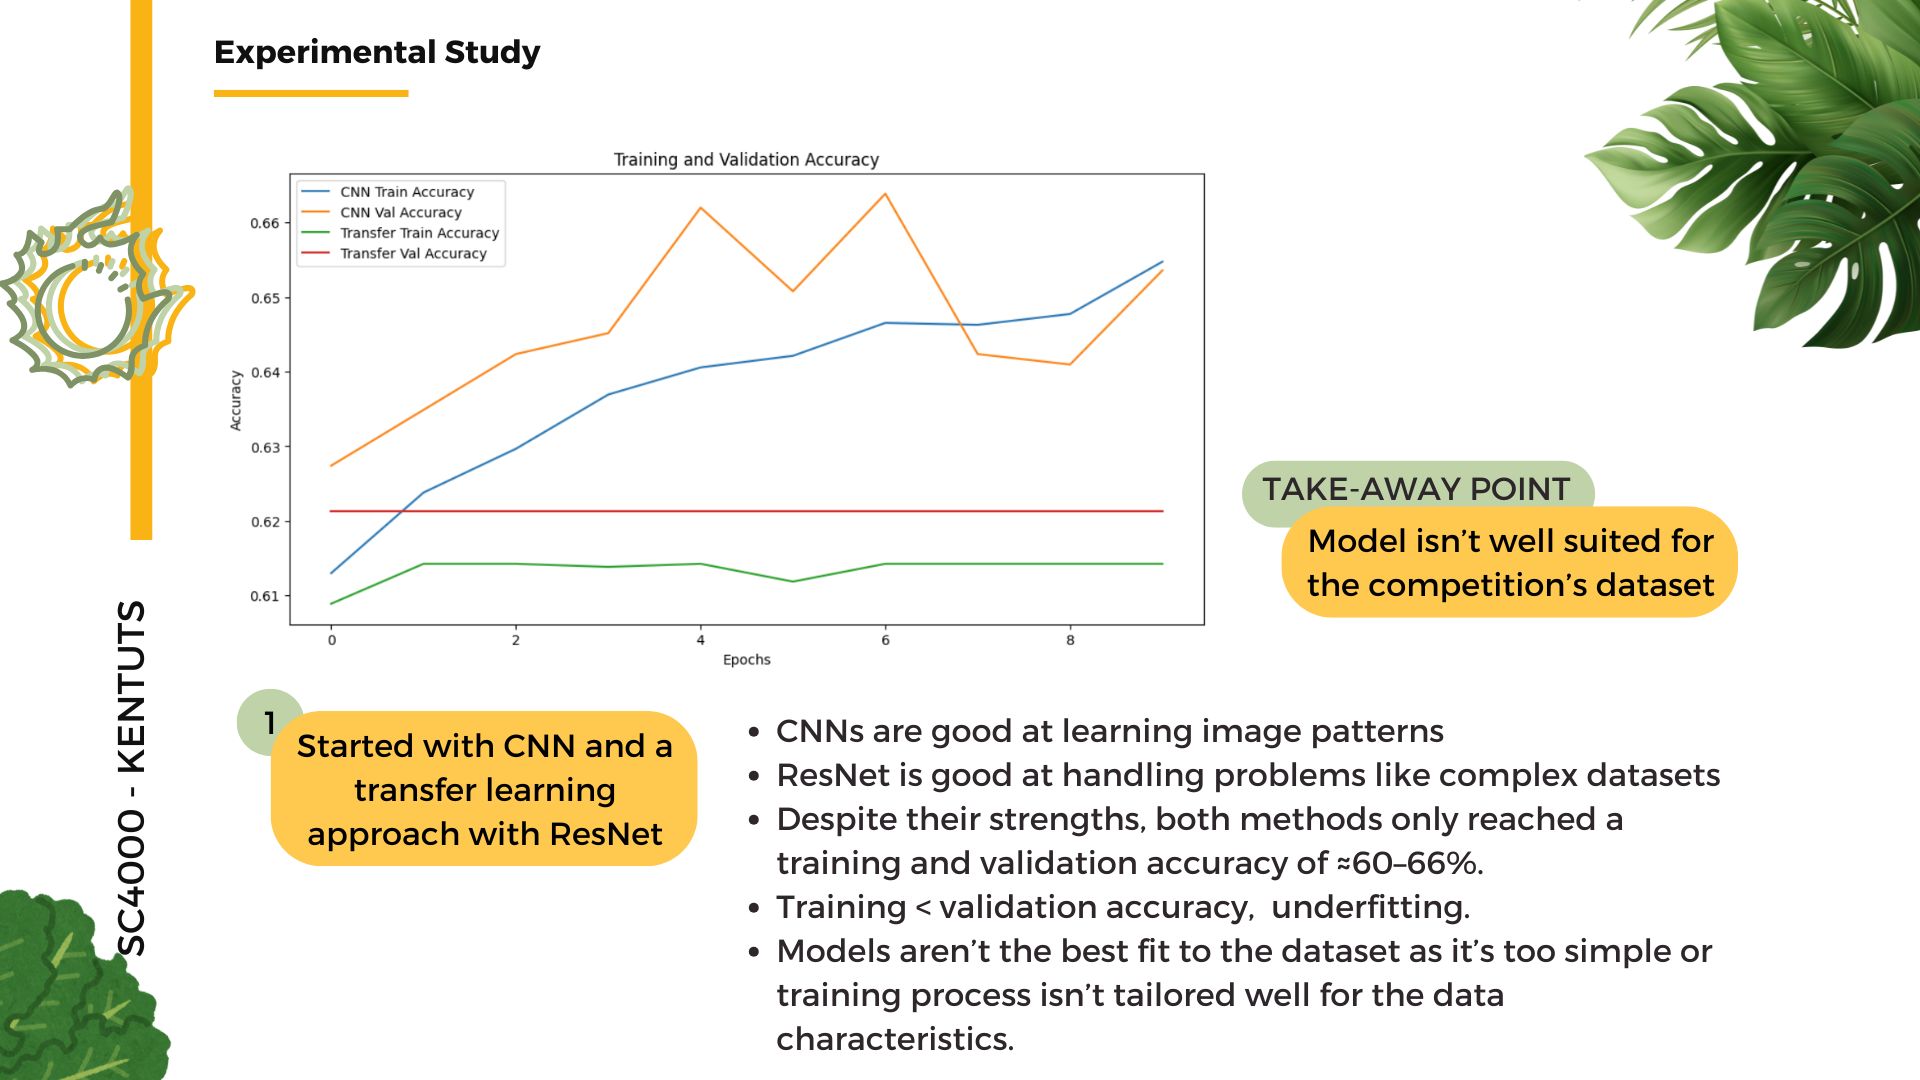 Experimental Study
Training and Validation Accuracy
CNN Train Accuracy
CNN Val Accuracy
Transfer Train Accuracy
Transfer Val Accuracy
0.66
0.65
0.64
0.63
0.62
0.61
Accuracy
0 2 4 6 8
Epochs
TAKE-AWAY POINT
Model isn’t well suited for
the competition’s dataset
SC4000 - KENTUTS
1
Started with CNN and a
transfer learning
approach with ResNet
• CNNs are good at learning image patterns
• ResNet is good at handling problems like complex datasets
• Despite their strengths, both methods only reached a
training and validation accuracy of ≈60–66%.
• Training < validation accuracy,  underfitting.
• Models aren’t the best fit to the dataset as it’s too simple or
training process isn’t tailored well for the data
characteristics.